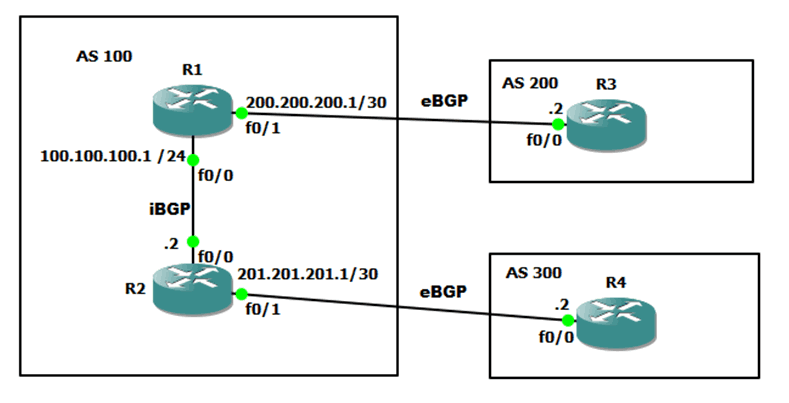 AS 100
R1
200.200.200.1/30
f0/1
100.100.100.1 /24
f0/0
iBGP
.2
f0/0
R2
201.201.201.1/30
f0/1
eBGP
AS 200
R3
.2
f0/0
eBGP
AS 300
R4
.2
f0/0